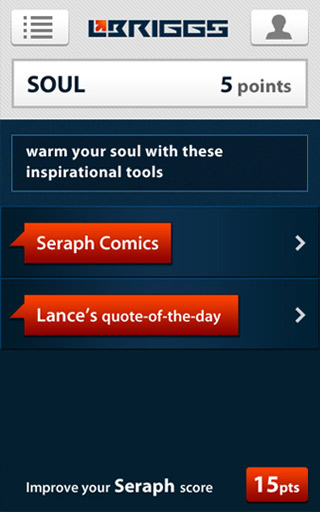 LBRIGGS
SOUL 5 points
warm your soul with these
inspirational tools
Seraph Comics
Lance's quote-of-the-day
Improve your Seraph score 15pts